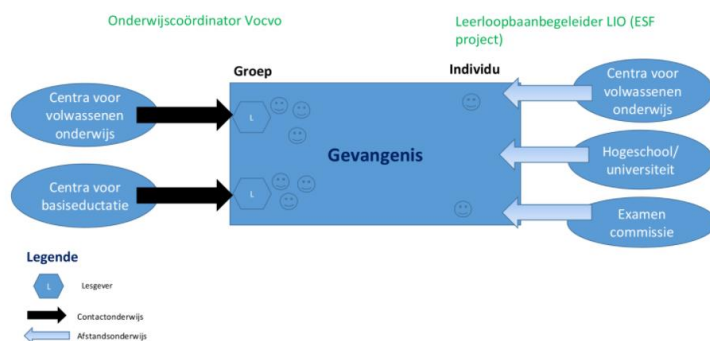 Onderwijscoördinator Vocvo
Leerloopbaanbegeleider LIO (ESF
project)
Groep
Individu
Centra voor
volwassenen
onderwijs
L
Centra voor
volwassenen
onderwijs
Gevangenis
Hogeschool/
universiteit
Centra voor
basiseductatie
L
Examen
commissie
Legende
L
Lesgever
Contactonderwijs
Afstandsonderwijs